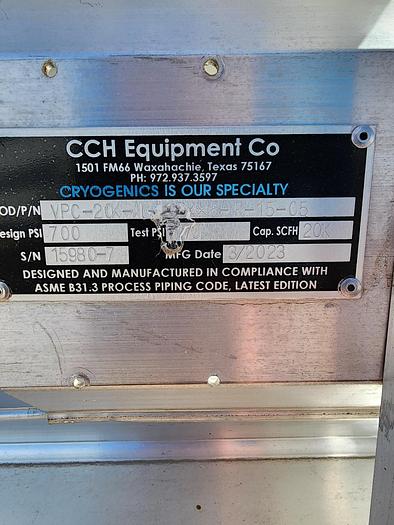 CCH Equipment Co
1501 FM66 Waxahachie, Texas 75167
PH: 972.937.3597
CRYOGENICS IS OUR SPECIALTY
OD/P/N VPC-20K-
esign PSI 700 Test PSI Cap. SCFH 20K
S/N 15980-7 MFG Date 3/2023
DESIGNED AND MANUFACTURED IN COMPLIANCE WITH
ASME B31.3 PROCESS PIPING CODE, LATEST EDITION